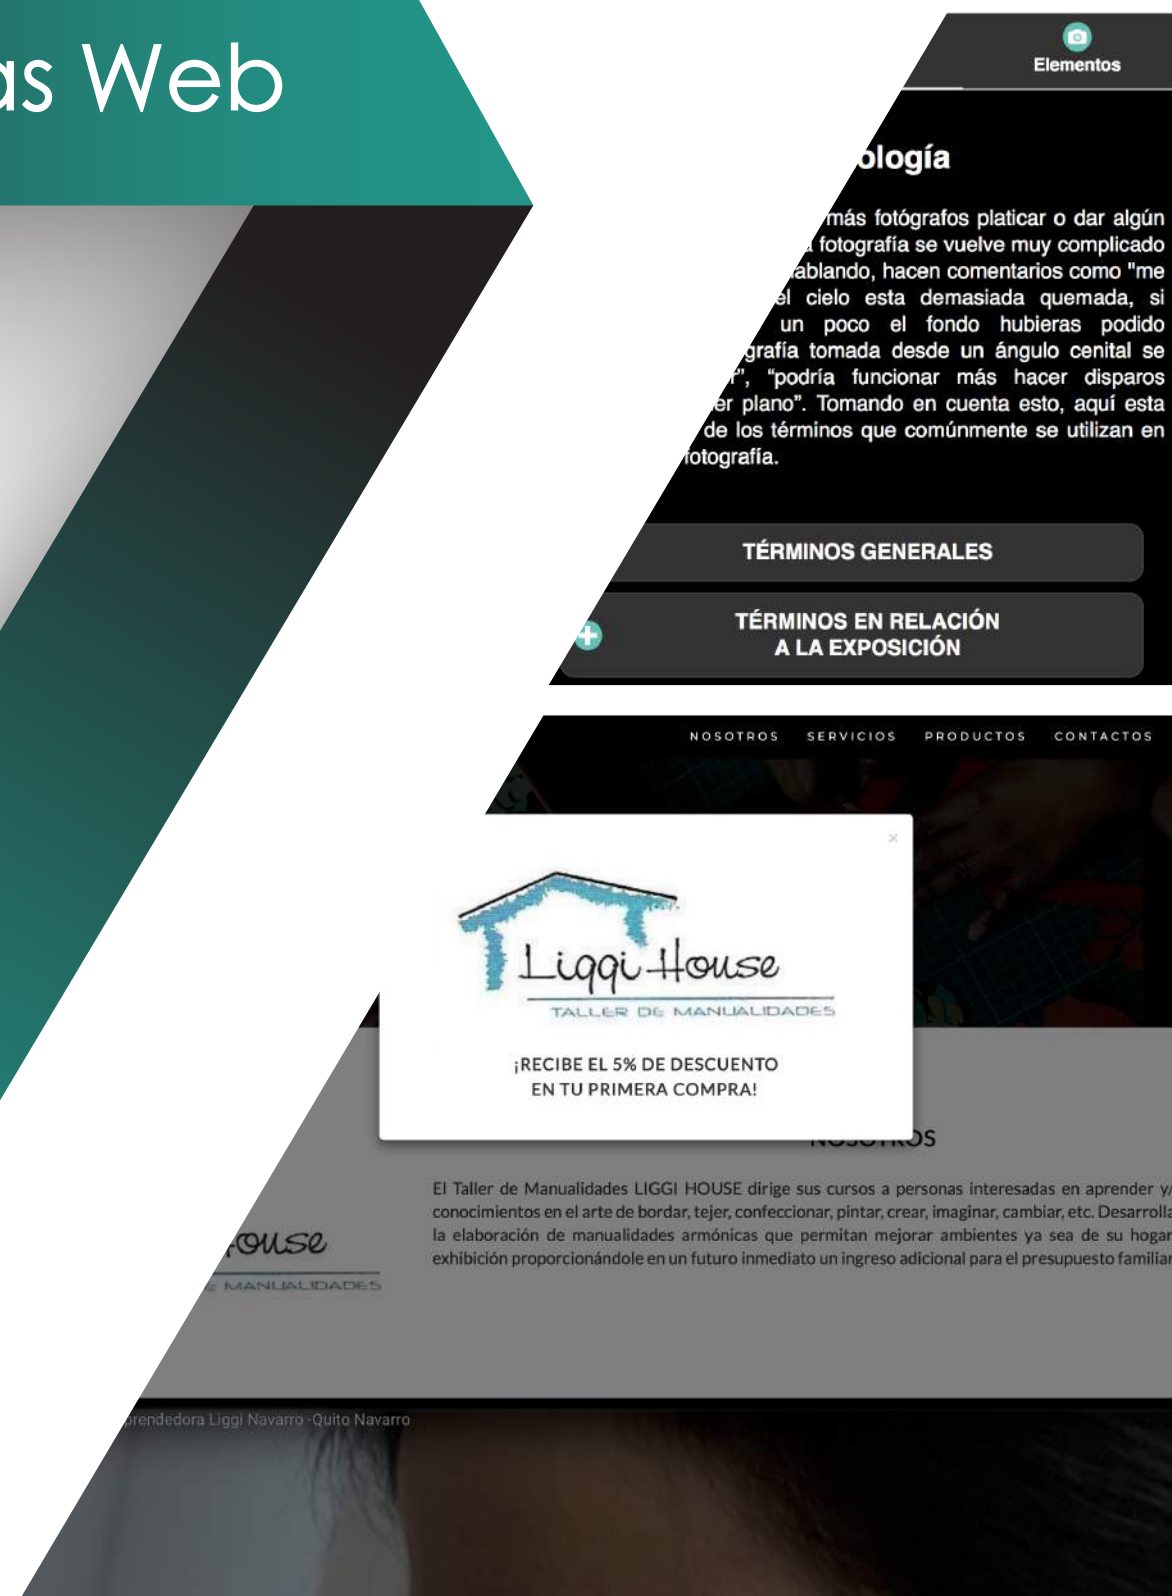 as Web
Elementos
ología
más fotógrafos platicar o dar algún
fotografía se vuelve muy complicado
ablando, hacen comentarios como "me
el cielo esta demasiada quemada, si
un poco el fondo hubieras podido
grafía tomada desde un ángulo cenital se
r”, “podría funcionar más hacer disparos
er plano”. Tomando en cuenta esto, aquí esta
de los términos que comúnmente se utilizan en
fotografía.
TÉRMINOS GENERALES
TÉRMINOS EN RELACIÓN
A LA EXPOSICIÓN
NOSOTROS SERVICIOS PRODUCTOS CONTACTOS
×
Liggi House
TALLER DE MANUALIDADES
¡RECIBE EL 5% DE DESCUENTO
EN TU PRIMERA COMPRA!
NOSOTROS
El Taller de Manualidades LIGGI HOUSE dirige sus cursos a personas interesadas en aprender y/
conocimientos en el arte de bordar, tejer, confeccionar, pintar, crear, imaginar, cambiar, etc. Desarrolla
la elaboración de manualidades armónicas que permitan mejorar ambientes ya sea de su hogar
exhibición proporcionándole en un futuro inmediato un ingreso adicional para el presupuesto familiar
House
E MANUALIDADES
prendedora Liggi Navarro -Quito Navarro